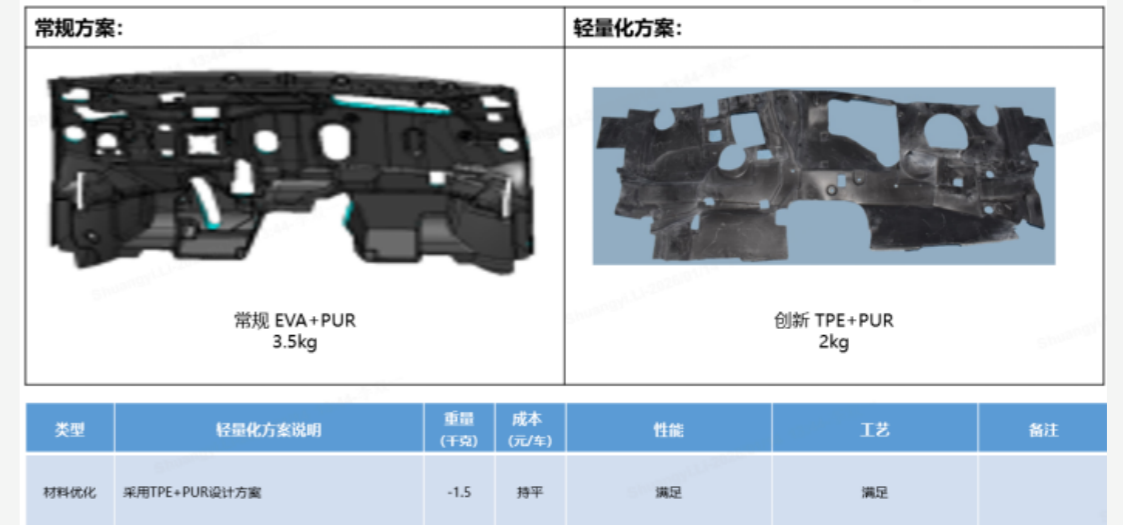 常规方案：
轻量化方案：
常规 EVA+PUR
3.5kg
创新 TPE+PUR
2kg
类型
轻量化方案说明
重量
(千克)
成本
(元/车)
性能
工艺
备注
材料优化
采用TPE+PUR设计方案
-1.5
持平
满足
满足